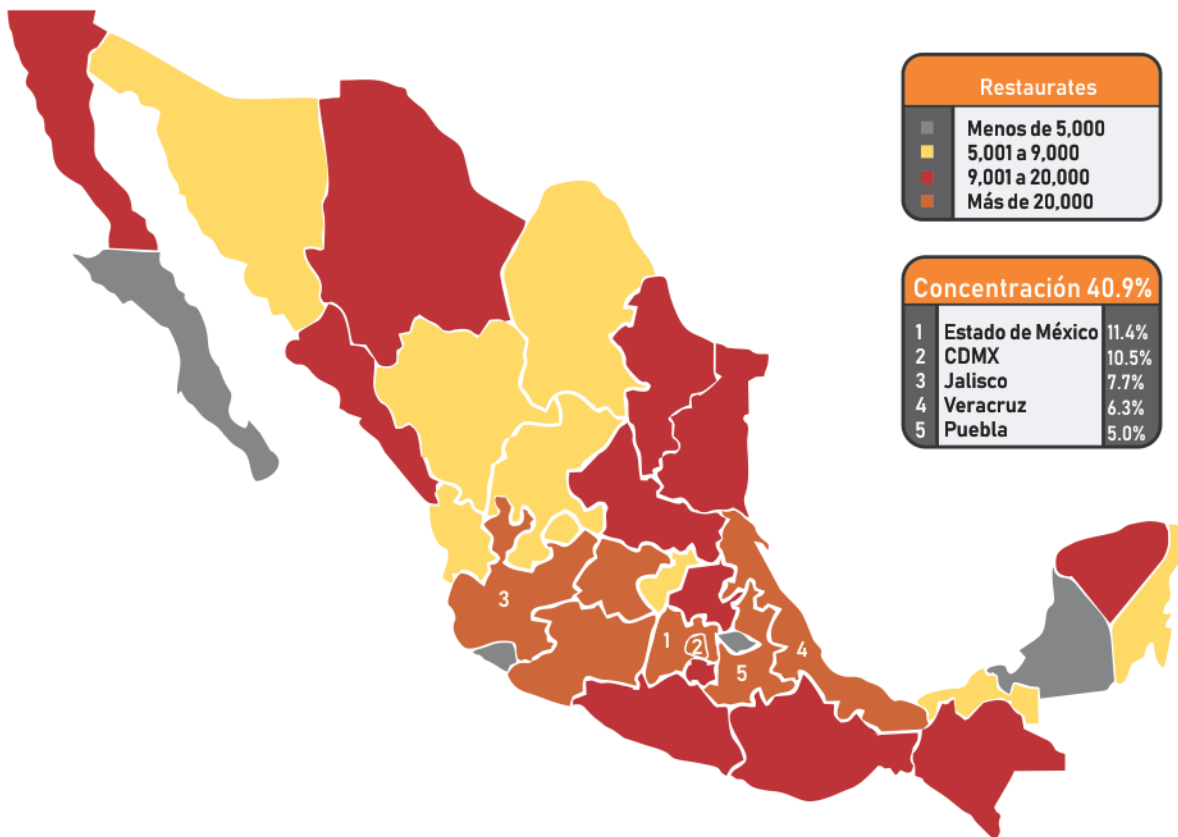 Restaurates
Menos de 5,000
5,001 a 9,000
9,001 a 20,000
Más de 20,000
Concentración 40.9%
1 Estado de México 11.4%
2 CDMX 10.5%
3 Jalisco 7.7%
4 Veracruz 6.3%
5 Puebla 5.0%
3
1
2
4
5